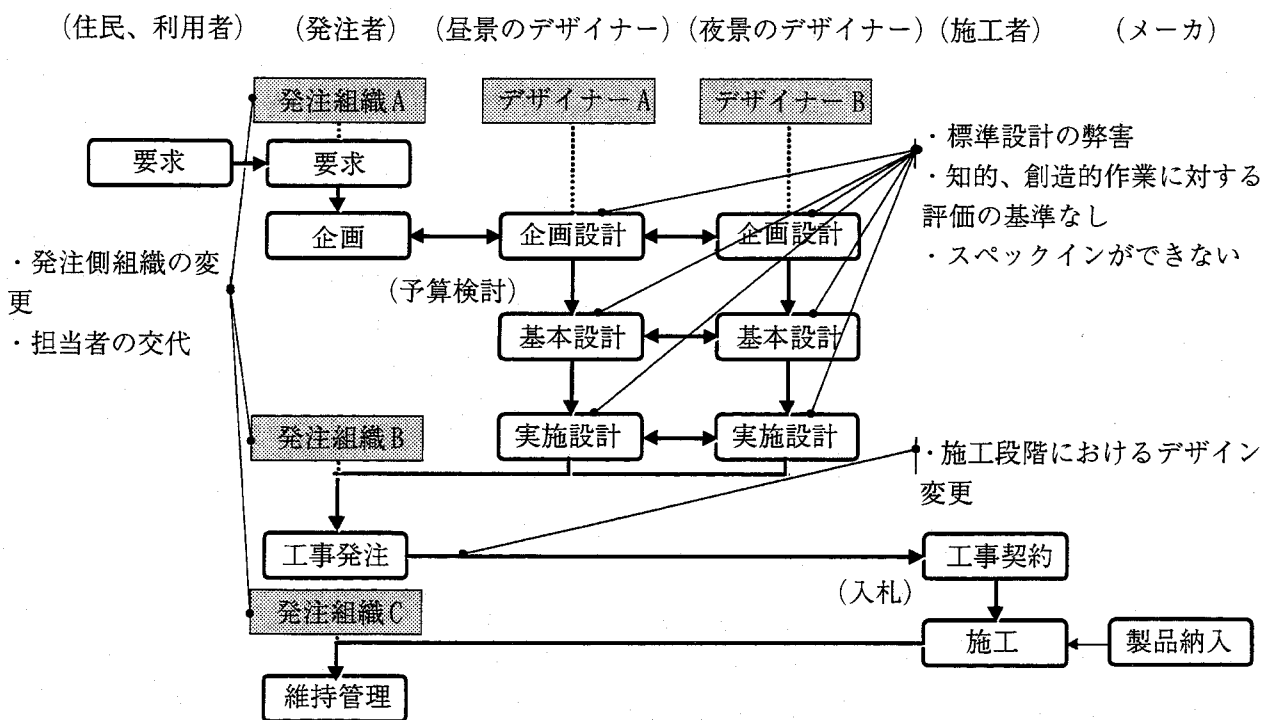 （住民、利用者）　（発注者）　（昼景のデザイナー）（夜景のデザイナー）（施工者）　（メーカ）
発注組織A　デザイナーA　デザイナーB
・標準設計の弊害
・知的、創造的作業に対する
評価の基準なし
・スペックインができない
要求　要求
企画　企画設計　企画設計
・発注側組織の変
更
・担当者の交代
（予算検討）
基本設計　基本設計
発注組織B　実施設計　実施設計
・施工段階におけるデザイン
変更
工事発注　工事契約
（入札）
発注組織C
施工　製品納入
維持管理